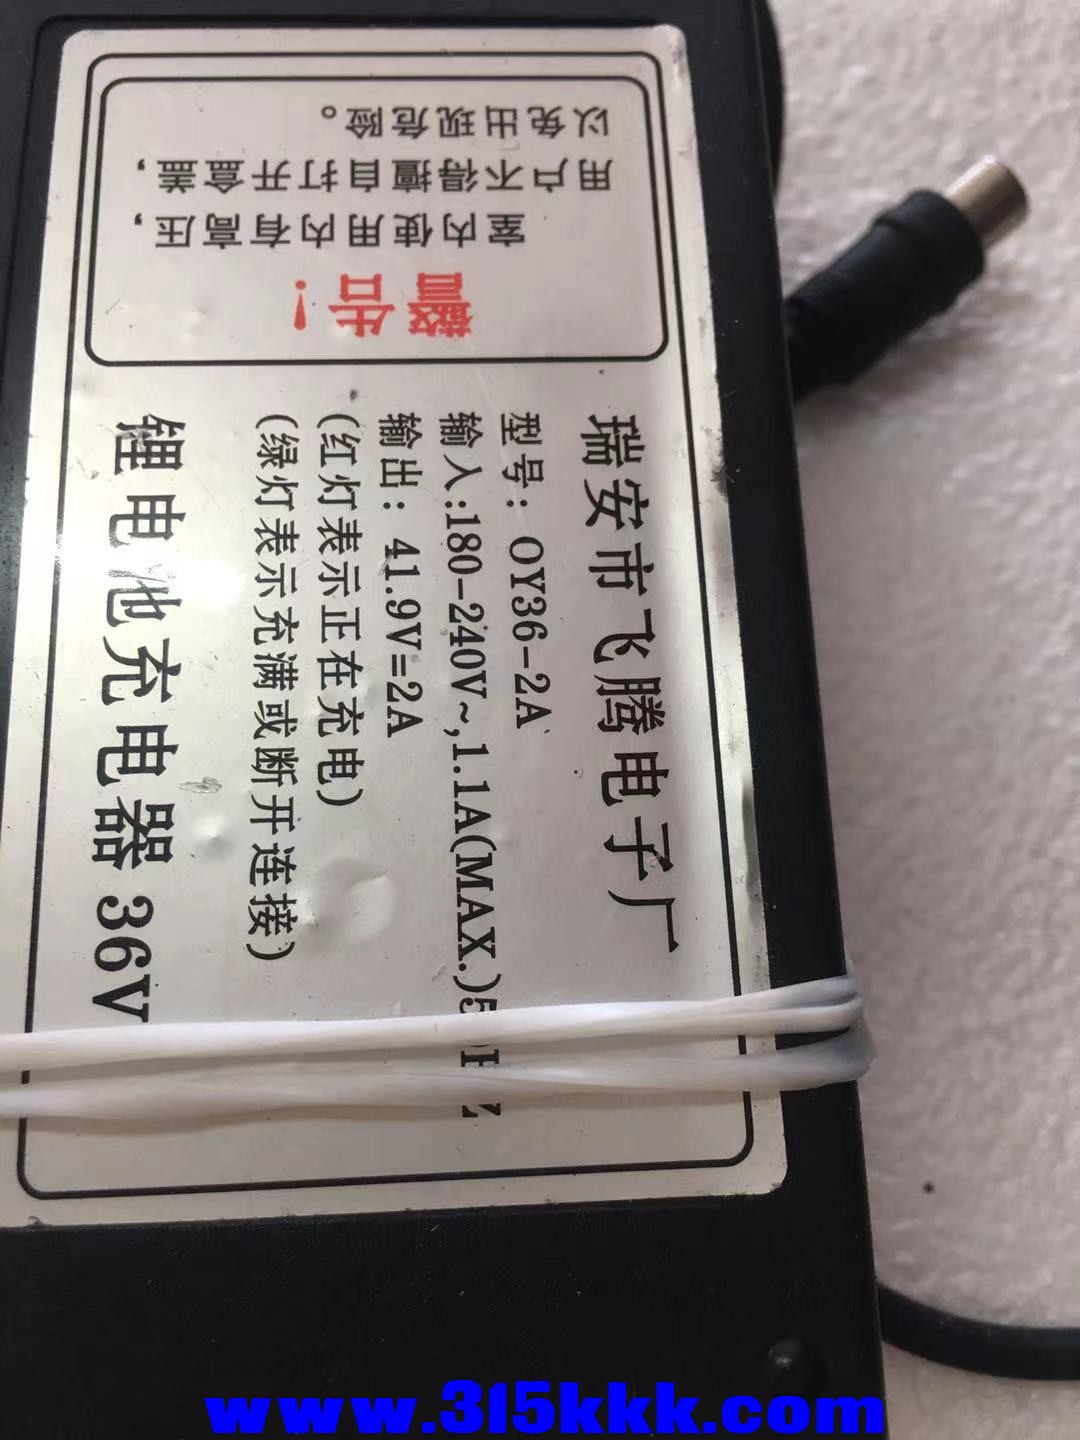 瑞安市飞腾电子厂
型号：OY36-2A
输入:180-240V~,1.1A(MAX.)50HZ
输出：41.9V=2A
(红灯表示正在充电)
(绿灯表示充满或断开连接)
锂电池充电器 36V
警告!
室内使用内有高压，
用户不得擅自打开盒盖，
以免出现危险。
www.315kkk.com